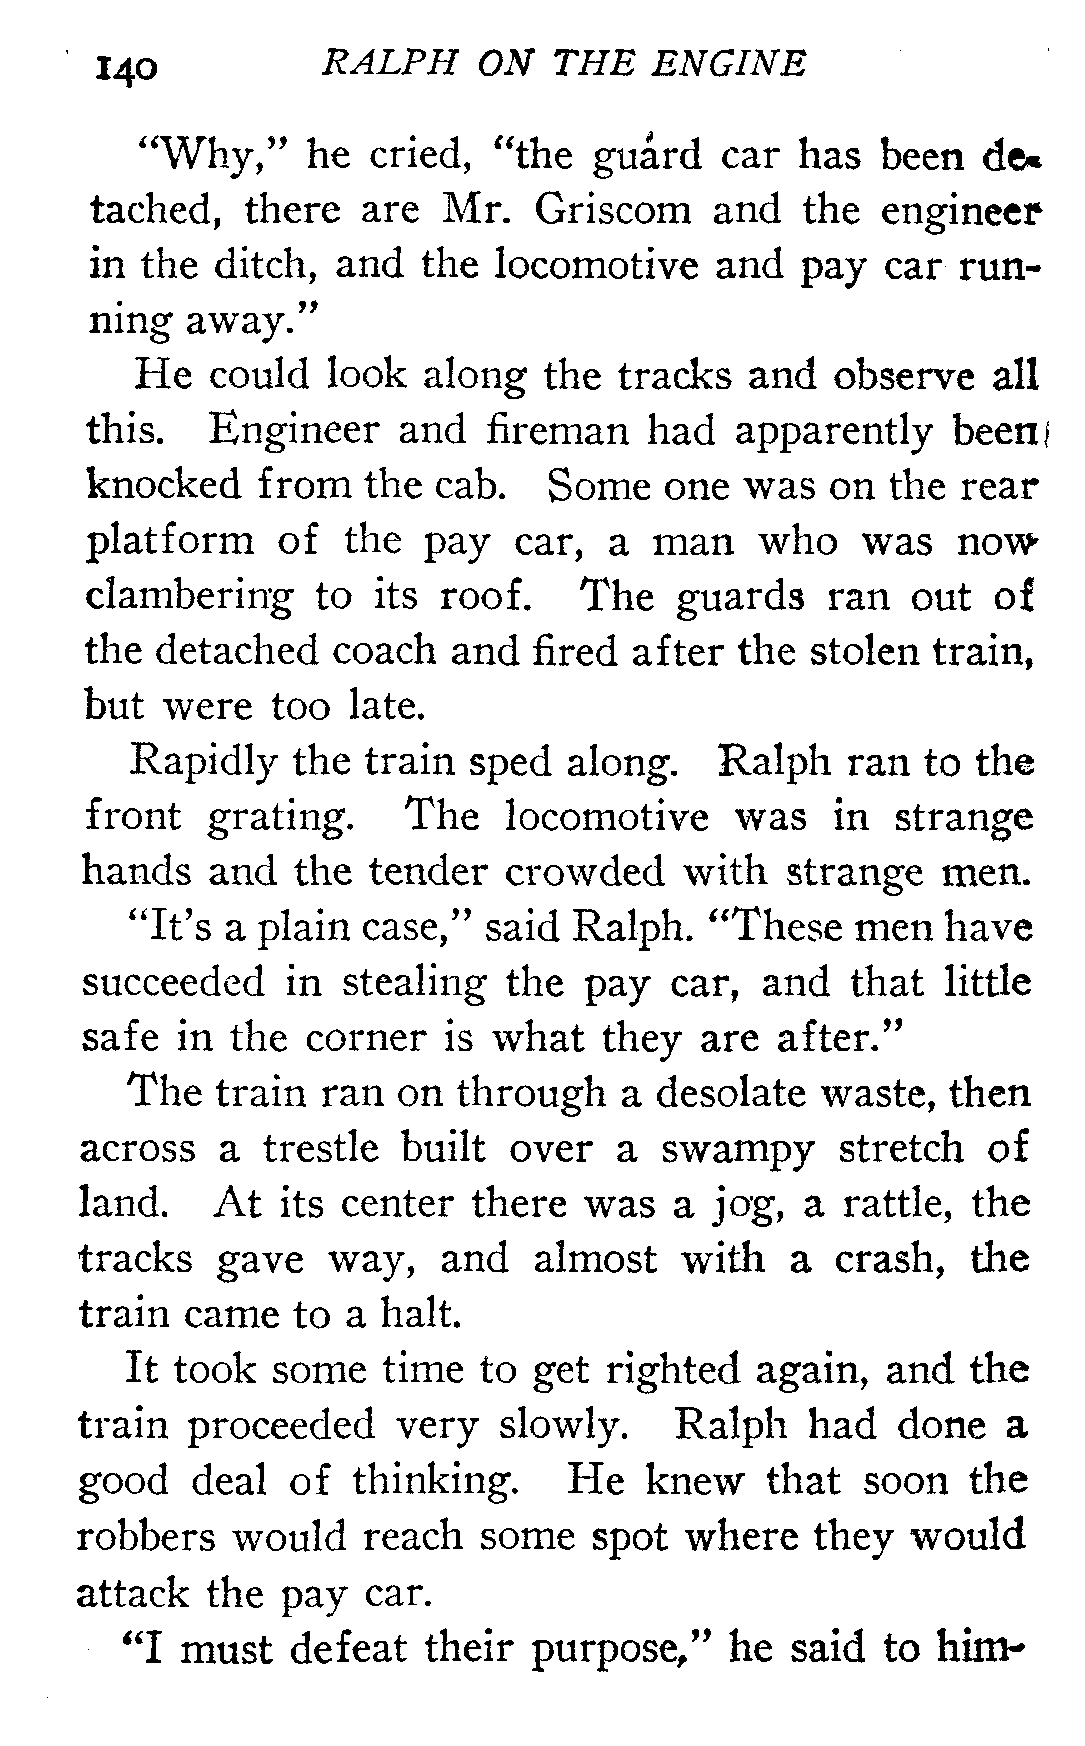 140 RALPH ON THE ENGINE
"Why," he cried, "the guard car has been de-
tached, there are Mr. Griscom and the engineer
in the ditch, and the locomotive and pay car run-
ning away."
He could look along the tracks and observe all
this. Engineer and fireman had apparently been
knocked from the cab. Some one was on the rear
platform of the pay car, a man who was now
clambering to its roof. The guards ran out of
the detached coach and fired after the stolen train,
but were too late.
Rapidly the train sped along. Ralph ran to the
front grating. The locomotive was in strange
hands and the tender crowded with strange men.
"It's a plain case," said Ralph. "These men have
succeeded in stealing the pay car, and that little
safe in the corner is what they are after."
The train ran on through a desolate waste, then
across a trestle built over a swampy stretch of
land. At its center there was a jog, a rattle, the
tracks gave way, and almost with a crash, the
train came to a halt.
It took some time to get righted again, and the
train proceeded very slowly. Ralph had done a
good deal of thinking. He knew that soon the
robbers would reach some spot where they would
attack the pay car.
"I must defeat their purpose," he said to him-